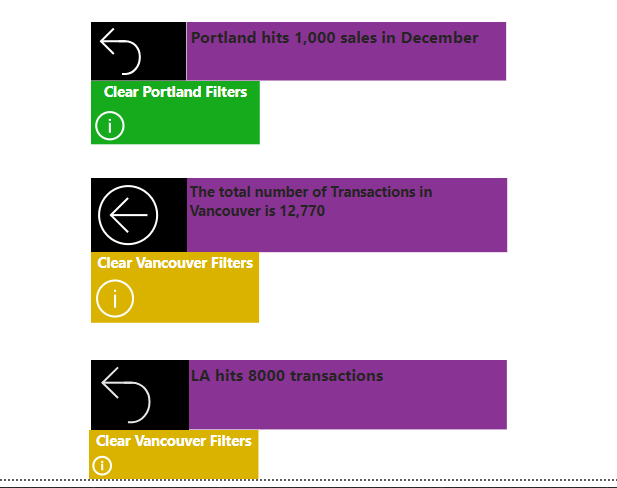 Portland hits 1,000 sales in December
Clear Portland Filters
i
The total number of Transactions in
Vancouver is 12,770
Clear Vancouver Filters
i
LA hits 8000 transactions
Clear Vancouver Filters
i